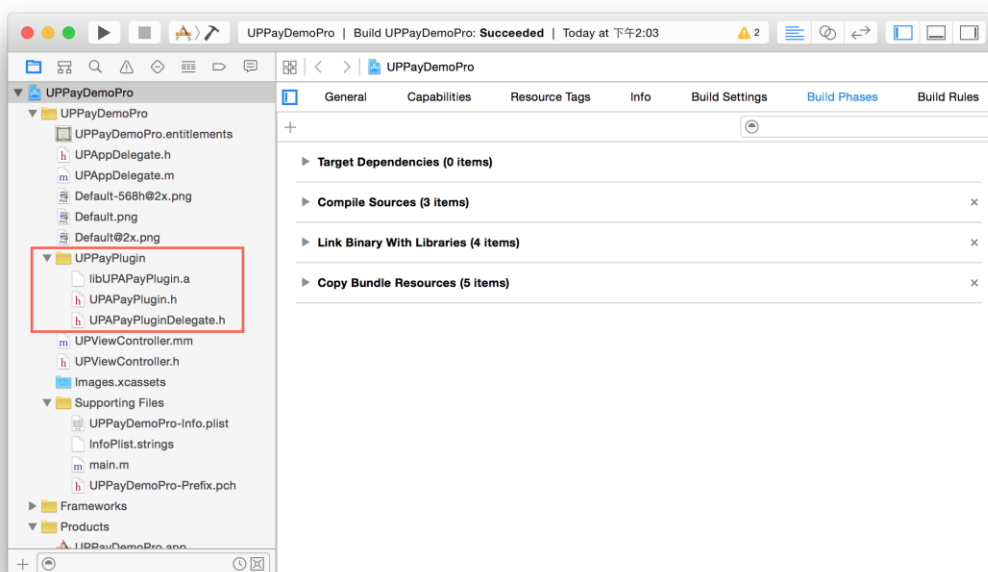 UPPayDemoPro | Build UPPayDemoPro: Succeeded | Today at 下午2:03
2
UPPayDemoPro
UPPayDemoPro
General Capabilities Resource Tags Info Build Settings Build Phases Build Rules
UPPayDemoPro
UPPayDemoPro.entitlements
UPAppDelegate.h
UPAppDelegate.m
Default-568h@2x.png
Default.png
Default@2x.png
UPPayPlugin
libUPAPayPlugin.a
UPAPayPlugin.h
UPAPayPluginDelegate.h
UPViewController.mm
UPViewController.h
Images.xcassets
Supporting Files
UPPayDemoPro-Info.plist
InfoPlist.strings
main.m
UPPayDemoPro-Prefix.pch
Frameworks
Products
UPPayDemoPro.app
Target Dependencies (0 items)
Compile Sources (3 items)
Link Binary With Libraries (4 items)
Copy Bundle Resources (5 items)